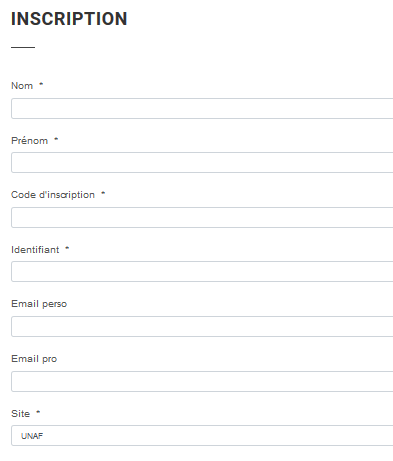 INSCRIPTION
Nom *
Prénom *
Code d'inscription *
Identifiant *
Email perso
Email pro
Site *
UNAF